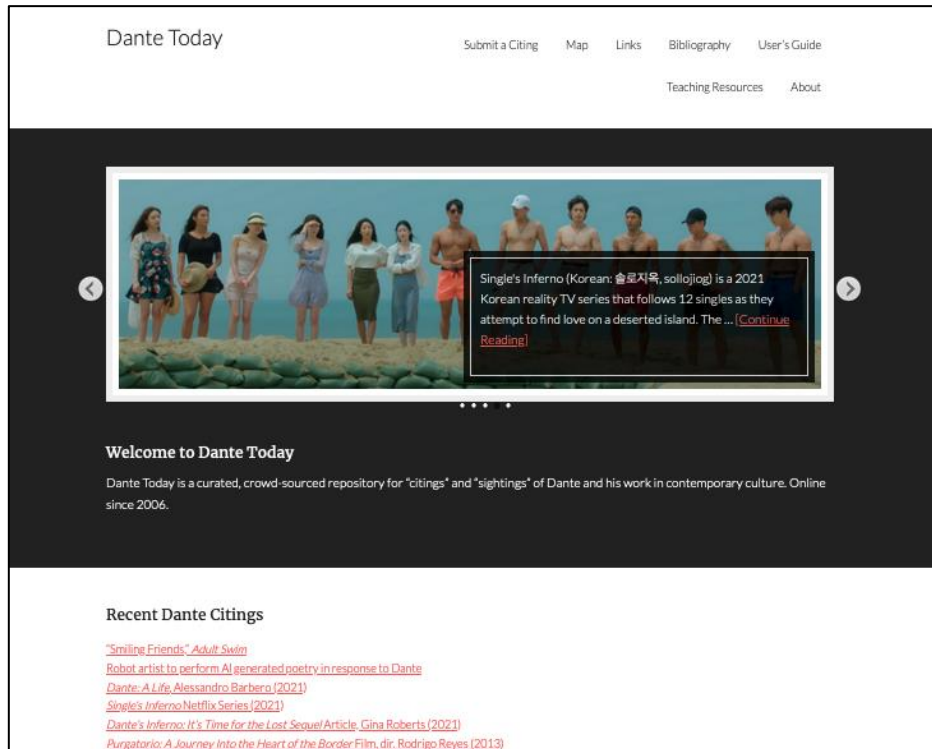 Dante Today
Submit a Citing Map Links Bibliography User's Guide
Teaching Resources About
Single's Inferno (Korean: 솔로지옥, sollojiog) is a 2021
Korean reality TV series that follows 12 singles as they
attempt to find love on a deserted island. The ... [Continue
Reading]
Welcome to Dante Today
Dante Today is a curated, crowd-sourced repository for "citings" and "sightings" of Dante and his work in contemporary culture. Online
since 2006.
Recent Dante Citings
"Smiling Friends," Adult Swim
Robot artist to perform AI generated poetry in response to Dante
Dante: A Life, Alessandro Barbero (2021)
Single's Inferno Netflix Series (2021)
Dante's Inferno: It's Time for the Lost Sequel Article, Gina Roberts (2021)
Purgatorio: A Journey Into the Heart of the Border Film, dir. Rodrigo Reyes (2013)